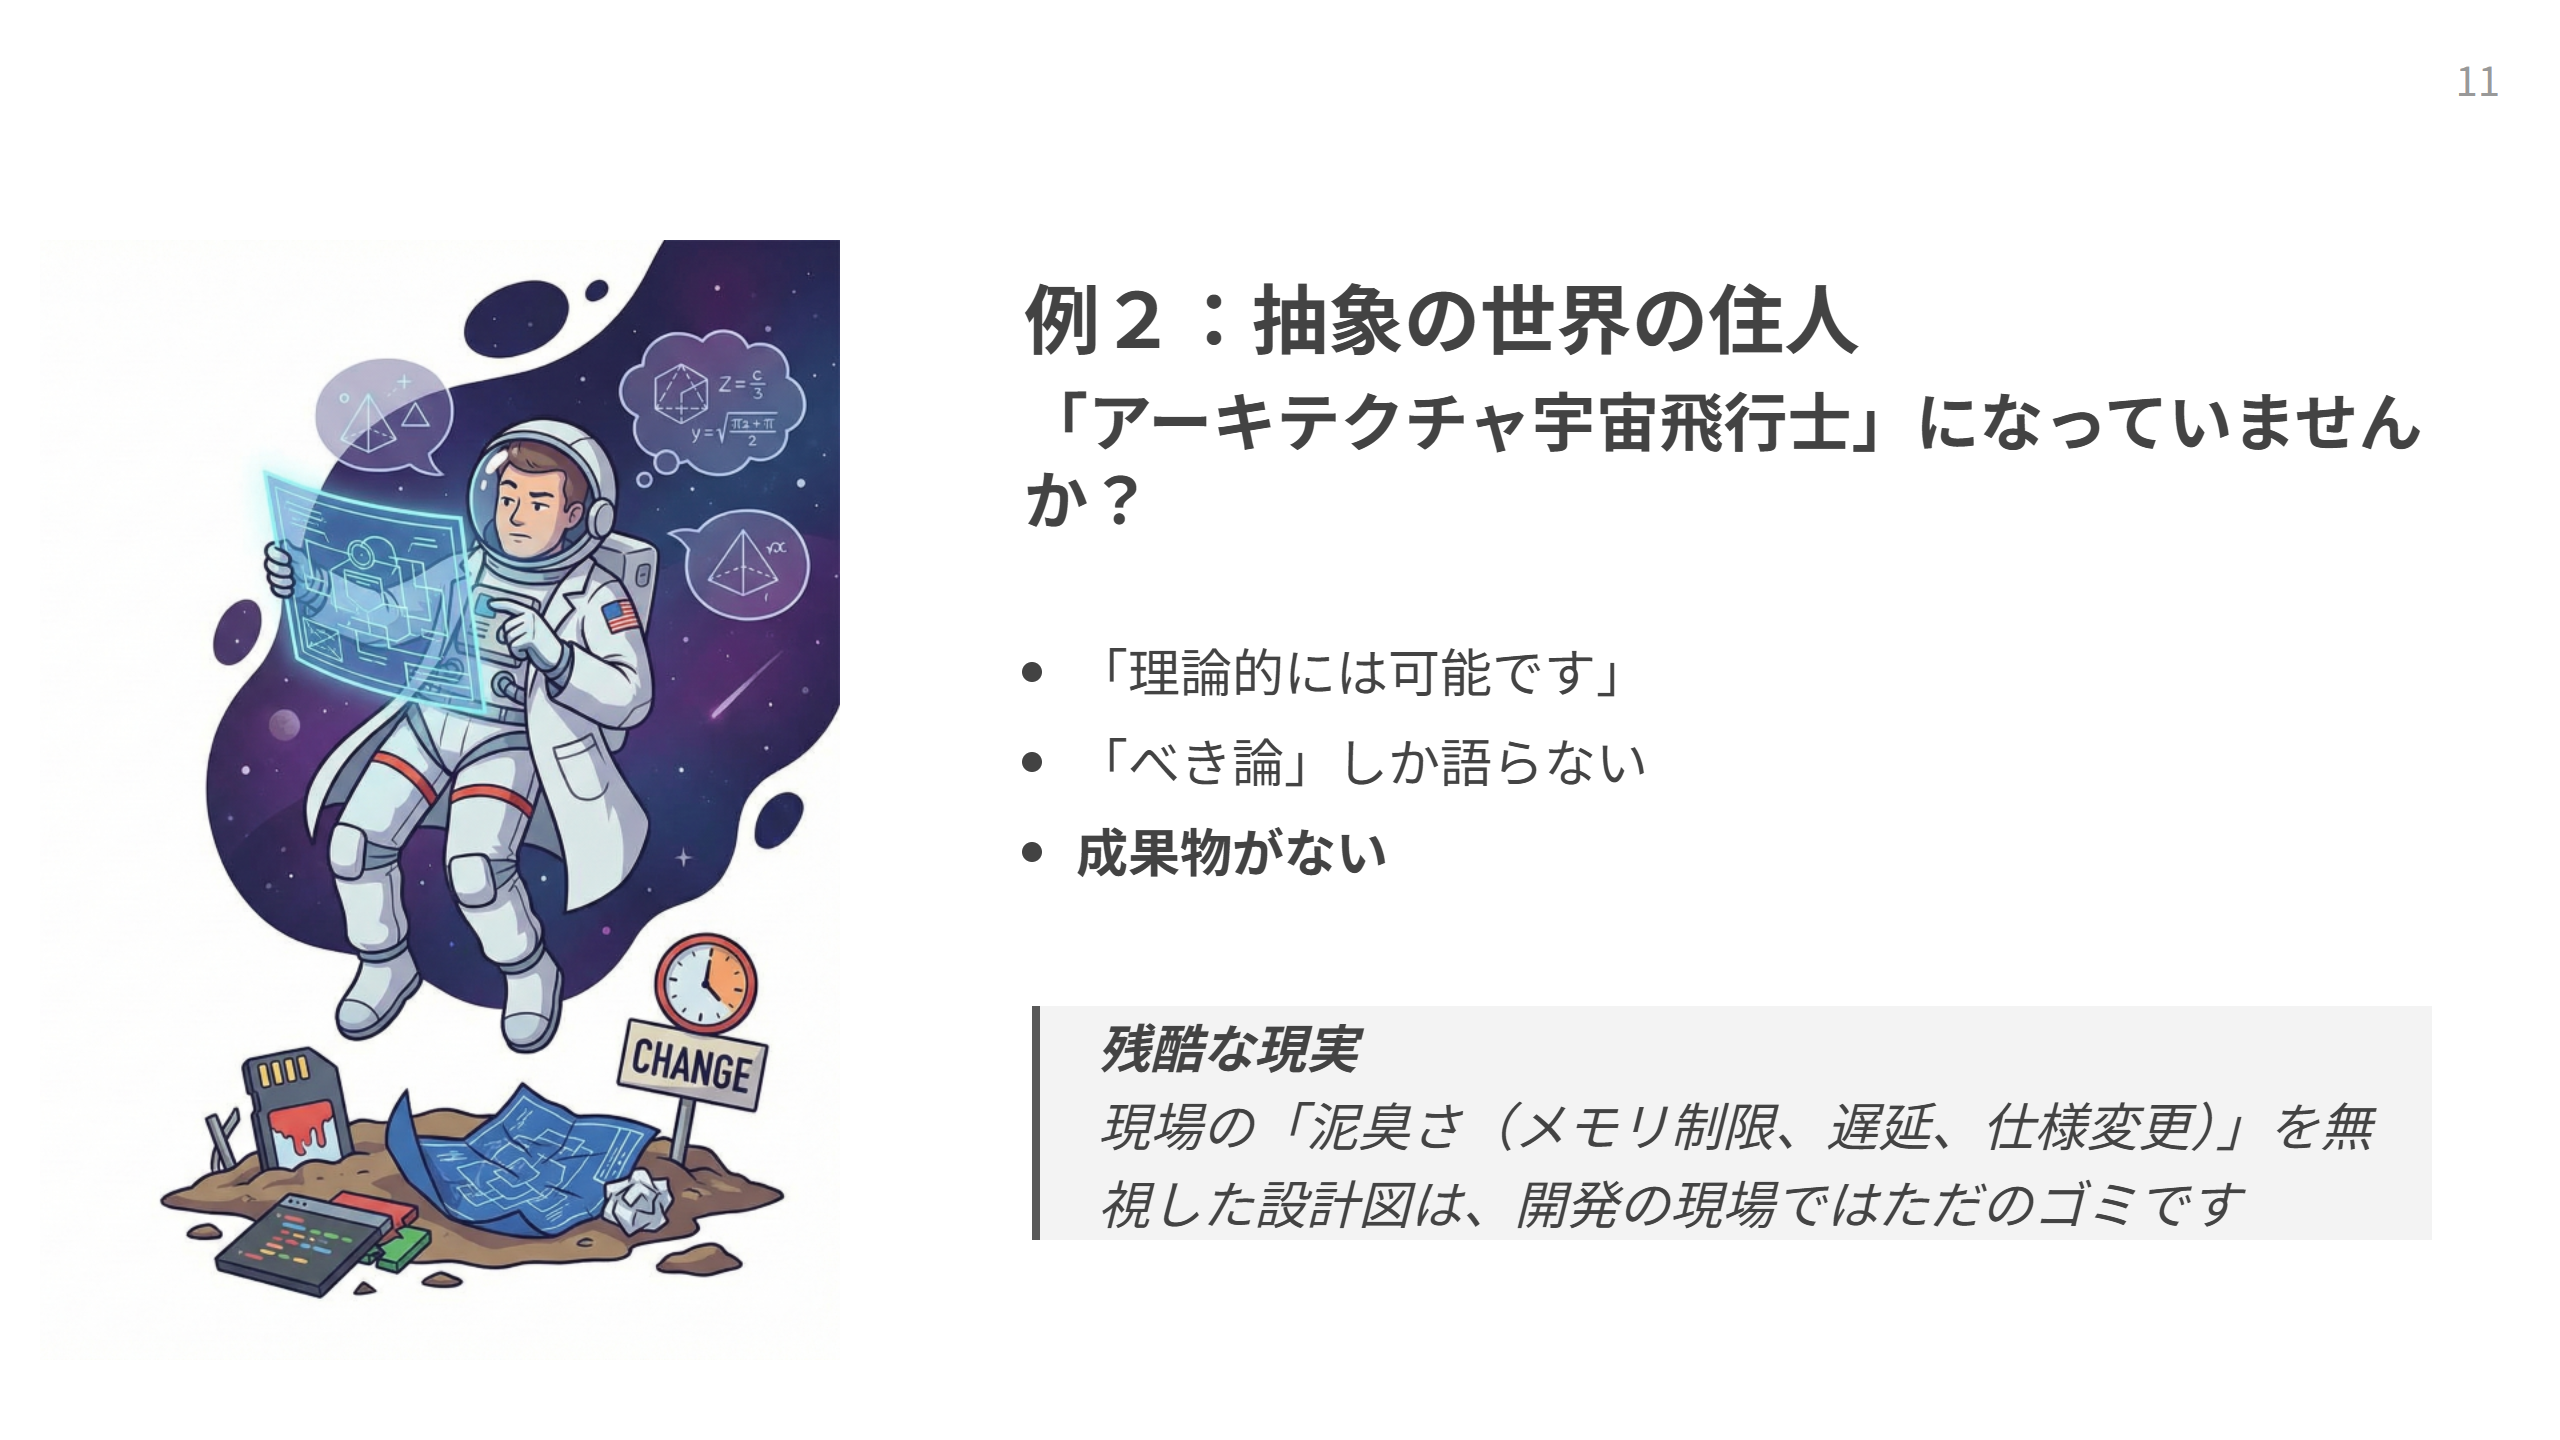 11
例２：抽象の世界の住人
「アーキテクチャ宇宙飛行士」になっていません
か？
• 「理論的には可能です」
• 「べき論」しか語らない
• 成果物がない
残酷な現実
現場の「泥臭さ（メモリ制限、遅延、仕様変更）」を無
視した設計図は、開発の現場ではただのゴミです
Z=c/3
CHANGE